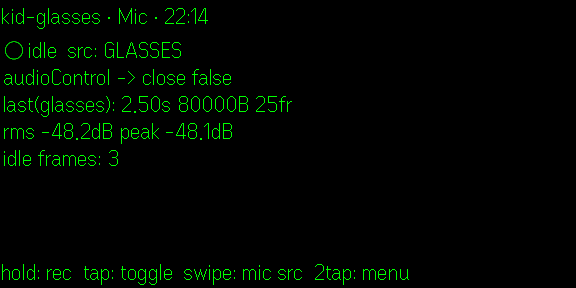 kid-glasses · Mic · 22:14
○ idle src: GLASSES
audioControl -> close false
last(glasses): 2.50s 80000B 25fr
rms -48.2dB peak -48.1dB
idle frames: 3
hold: rec tap: toggle swipe: mic src 2tap: menu